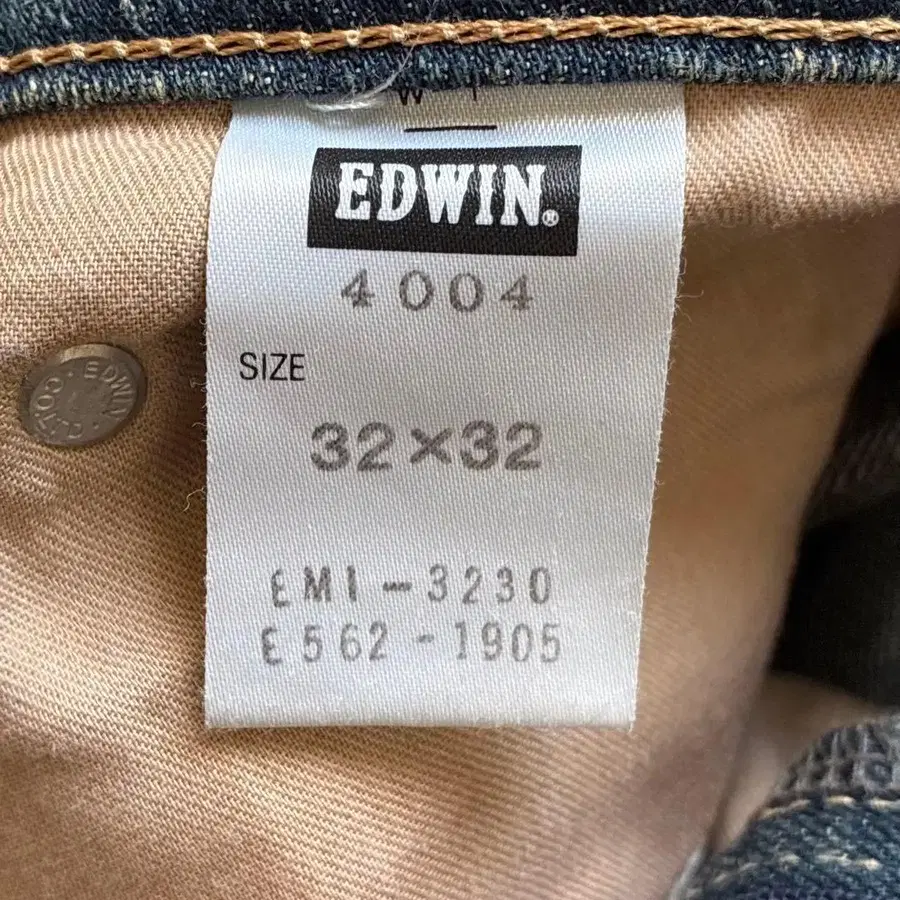 W
EDWIN®
4004
SIZE
32×32
EMI-3230
E562-1905
EDWIN